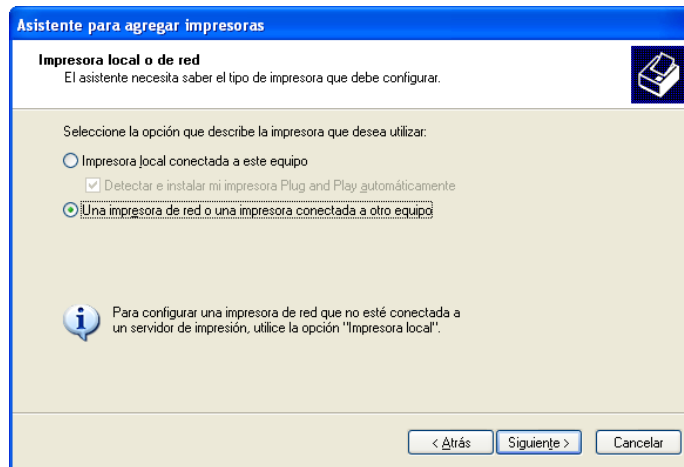 Asistente para agregar impresoras
Impresora local o de red
El asistente necesita saber el tipo de impresora que debe configurar.
Seleccione la opción que describe la impresora que desea utilizar:
Impresora local conectada a este equipo
Detectar e instalar mi impresora Plug and Play automáticamente
Una impresora de red o una impresora conectada a otro equipo
Para configurar una impresora de red que no esté conectada a
un servidor de impresión, utilice la opción "Impresora local".
< Atrás Siguiente > Cancelar